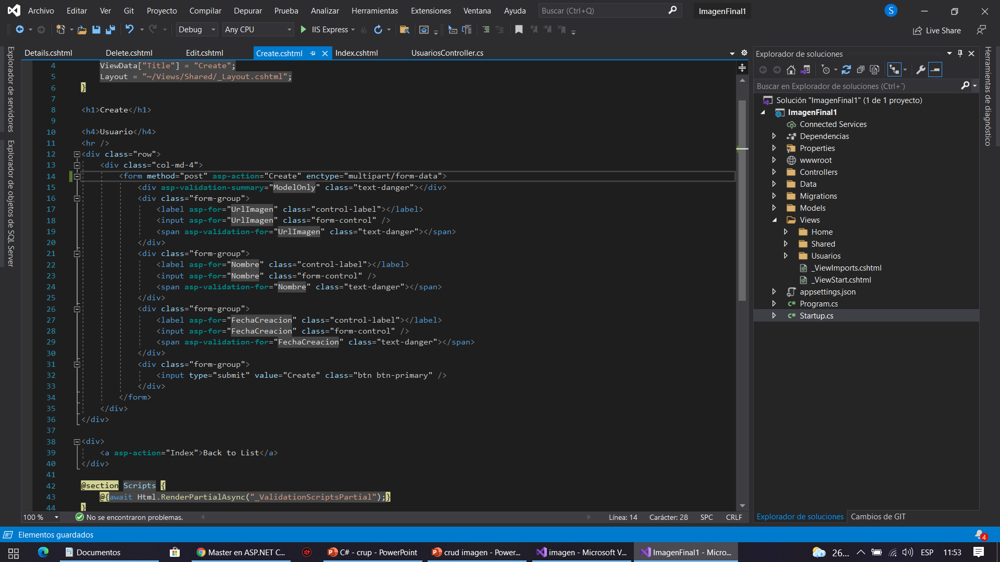 Archivo Editar Ver Git Proyecto Compilar Depurar Prueba Analizar Herramientas Extensiones Ventana Ayuda Buscar (Ctrl+Q) ImagenFinal1 S
Debug Any CPU IIS Express Live Share
Explorador de servidores
Explorador de objetos de SQL Server
Details.cshtml Delete.cshtml Edit.cshtml Create.cshtml Index.cshtml UsuariosController.cs
4 ViewData["Title"] = "Create";
5 Layout = "~/Views/Shared/_Layout.cshtml";
6 }
7
8 <h1>Create</h1>
9
10 <h4>Usuario</h4>
11 <hr />
12 <div class="row">
13 <div class="col-md-4">
14 <form method="post" asp-action="Create" enctype="multipart/form-data">
15 <div asp-validation-summary="ModelOnly" class="text-danger"></div>
16 <div class="form-group">
17 <label asp-for="UrlImagen" class="control-label"></label>
18 <input asp-for="UrlImagen" class="form-control" />
19 <span asp-validation-for="UrlImagen" class="text-danger"></span>
20 </div>
21 <div class="form-group">
22 <label asp-for="Nombre" class="control-label"></label>
23 <input asp-for="Nombre" class="form-control" />
24 <span asp-validation-for="Nombre" class="text-danger"></span>
25 </div>
26 <div class="form-group">
27 <label asp-for="FechaCreacion" class="control-label"></label>
28 <input asp-for="FechaCreacion" class="form-control" />
29 <span asp-validation-for="FechaCreacion" class="text-danger"></span>
30 </div>
31 <div class="form-group">
32 <input type="submit" value="Create" class="btn btn-primary" />
33 </div>
34 </form>
35 </div>
36 </div>
37
38 <div>
39 <a asp-action="Index">Back to List</a>
40 </div>
41
42 @section Scripts {
43 @{await Html.RenderPartialAsync("_ValidationScriptsPartial");}
44 }
100 % No se encontraron problemas. Línea: 14 Carácter: 28 SPC CRLF
Explorador de soluciones
Buscar en Explorador de soluciones (Ctrl+´)
Solución "ImagenFinal1" (1 de 1 proyecto)
ImagenFinal1
Connected Services
Dependencias
Properties
wwwroot
Controllers
Data
Migrations
Models
Views
Home
Shared
Usuarios
_ViewImports.cshtml
_ViewStart.cshtml
appsettings.json
C# Program.cs
C# Startup.cs
Explorador de soluciones Cambios de GIT
Herramientas de diagnóstico
Elementos guardados 4
Documentos Master en ASP.NET C... C# - crup - PowerPoint crud imagen - Power... imagen - Microsoft V... ImagenFinal1 - Micro... 26... ESP 11:53